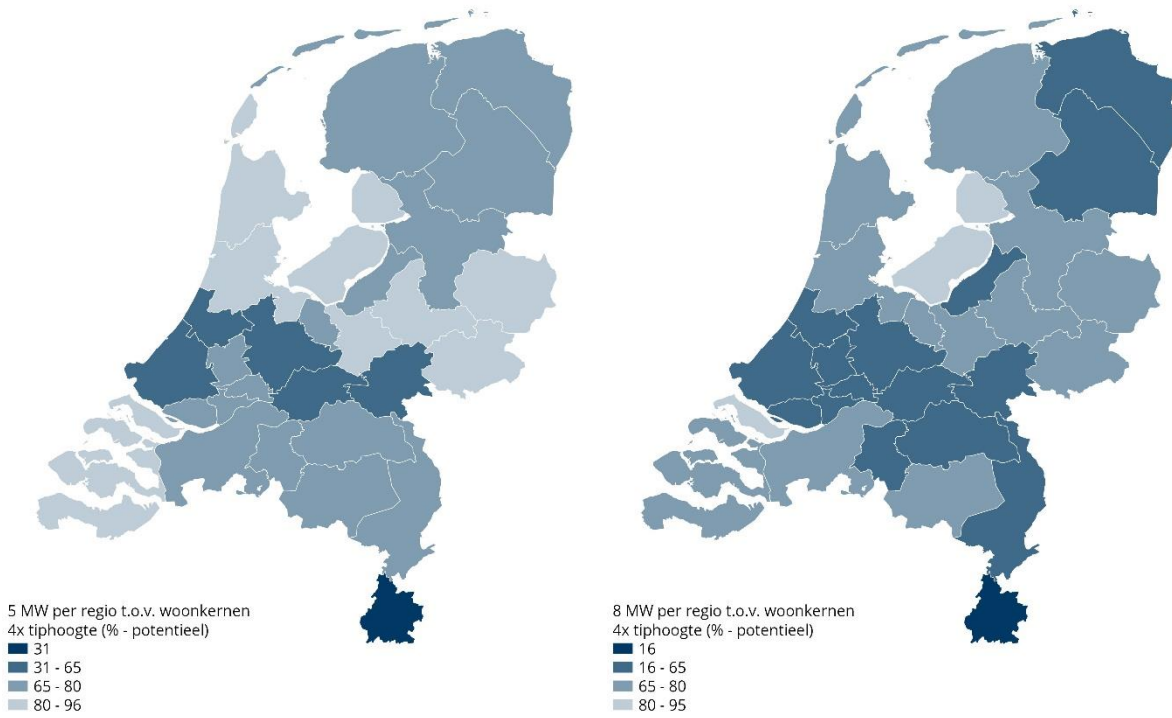 5 MW per regio t.o.v. woonkernen
4x tiphoogte (% - potentieel)
31
31 - 65
65 - 80
80 - 96
8 MW per regio t.o.v. woonkernen
4x tiphoogte (% - potentieel)
16
16 - 65
65 - 80
80 - 95